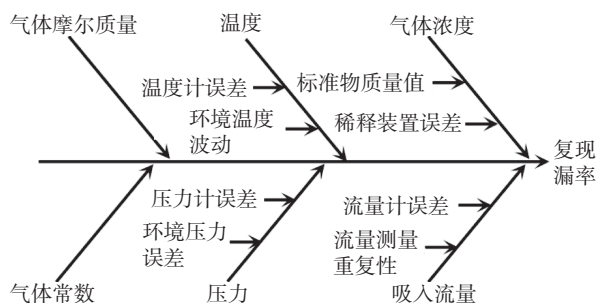 气体摩尔质量
温度
气体浓度
温度计误差
标准物质量值
环境温度
波动
稀释装置误差
复现
漏率
压力计误差
流量计误差
环境压力
误差
流量测量
重复性
气体常数
压力
吸入流量